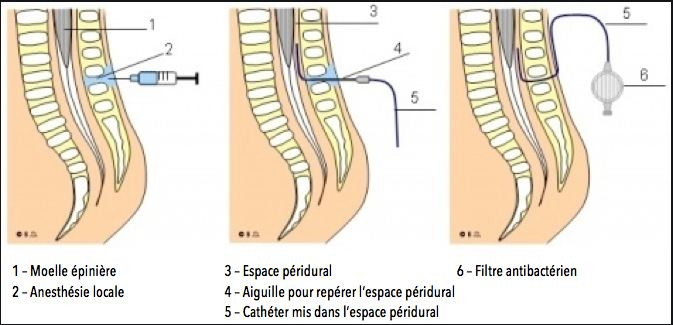 1
2
3
4
5
5
6
1 – Moelle épinière
2 – Anesthésie locale
3 – Espace péridural
4 – Aiguille pour repérer l'espace péridural
5 – Cathéter mis dans l'espace péridural
6 – Filtre antibactérien